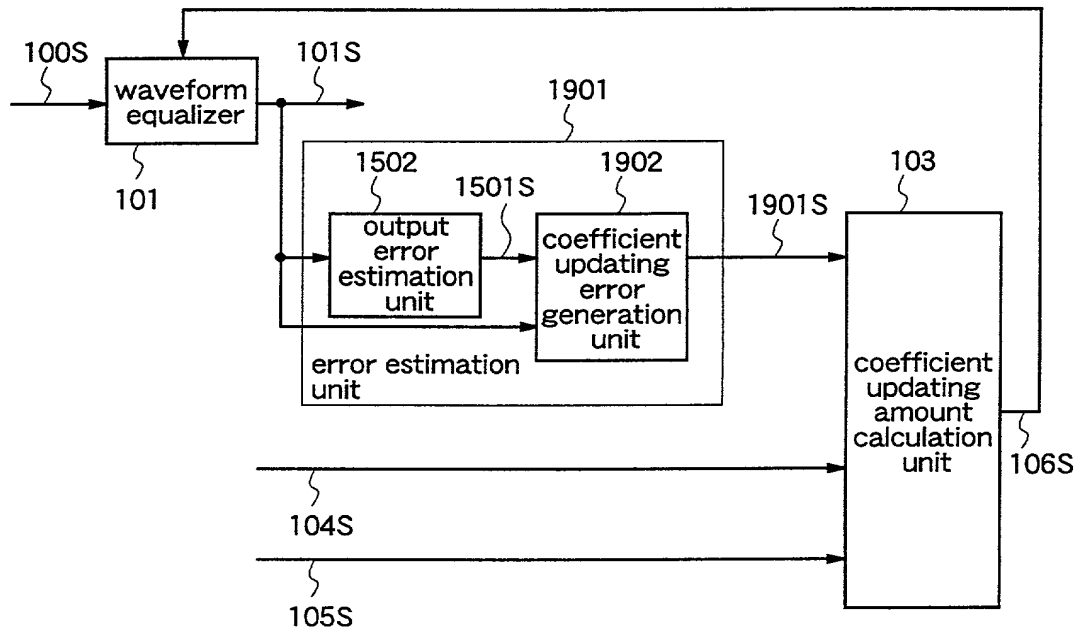 100S
waveform
equalizer
101
101S
1901
1502
output
error
estimation
unit
1501S
1902
coefficient
updating
error
generation
unit
error estimation
unit
1901S
103
coefficient
updating
amount
calculation
unit
106S
104S
105S